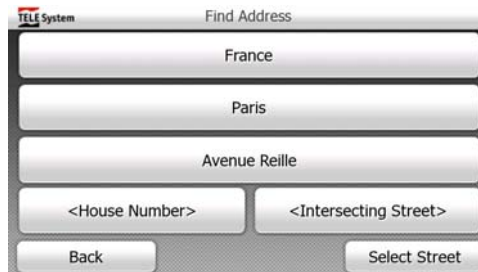 TELE System
Find Address
France
Paris
Avenue Reille
<House Number>
<Intersecting Street>
Back
Select Street